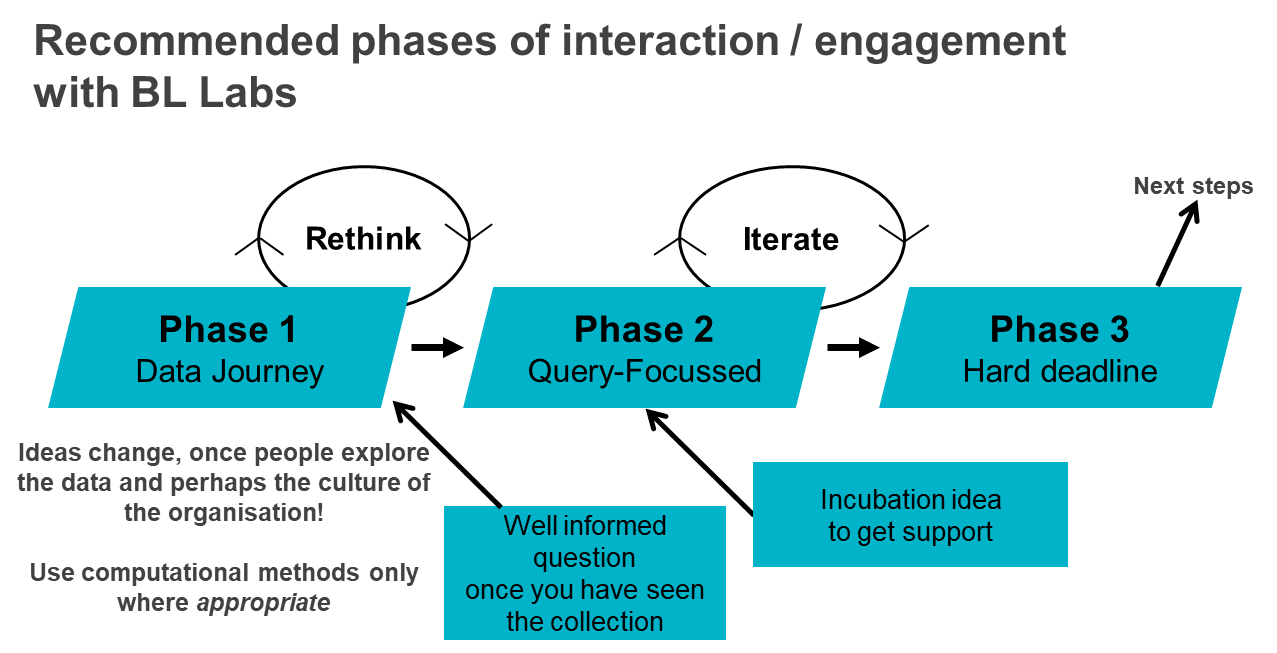 Recommended phases of interaction / engagement
with BL Labs
Next steps
Rethink
Iterate
Phase 1
Data Journey
Phase 2
Query-Focussed
Phase 3
Hard deadline
Ideas change, once people explore
the data and perhaps the culture of
the organisation!
Use computational methods only
where appropriate
Well informed
question
once you have seen
the collection
Incubation idea
to get support